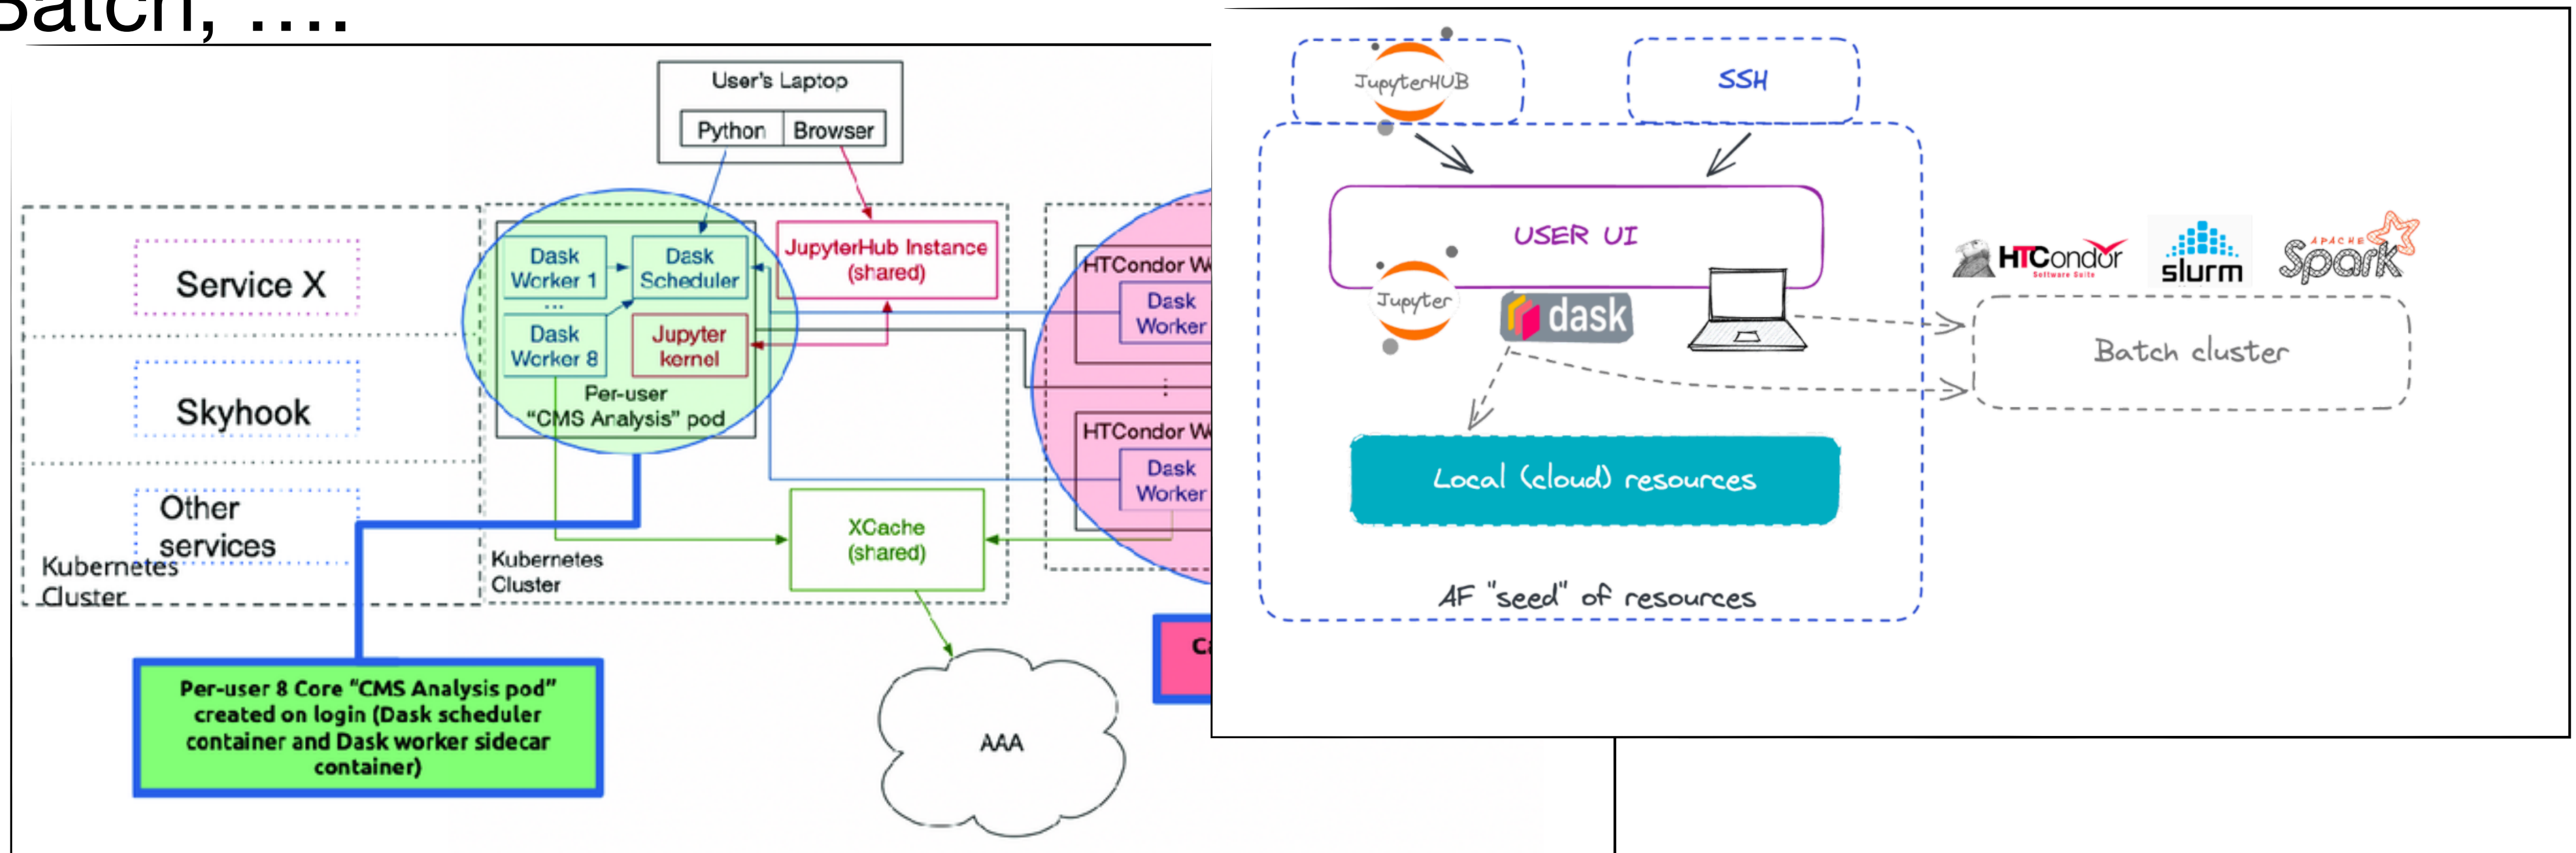 Batch, ....
User's Laptop
Python
Browser
Service X
Skyhook
Other
services
Kubernetes
Cluster
Dask
Worker 1
...
Dask
Worker 8
Dask
Scheduler
Jupyter
kernel
Per-user
“CMS Analysis” pod
JupyterHub Instance
(shared)
XCache
(shared)
Kubernetes
Cluster
HTCondor
Dask
Worker
HTCondor
Dask
Worker
AAA
Per-user 8 Core “CMS Analysis pod”
created on login (Dask scheduler
container and Dask worker sidecar
container)
JupyterHUB
SSH
USER UI
Jupyter
dask
HTCondor
Software Suite
slurm
APACHE
Spark
Batch cluster
Local (cloud) resources
AF "seed" of resources